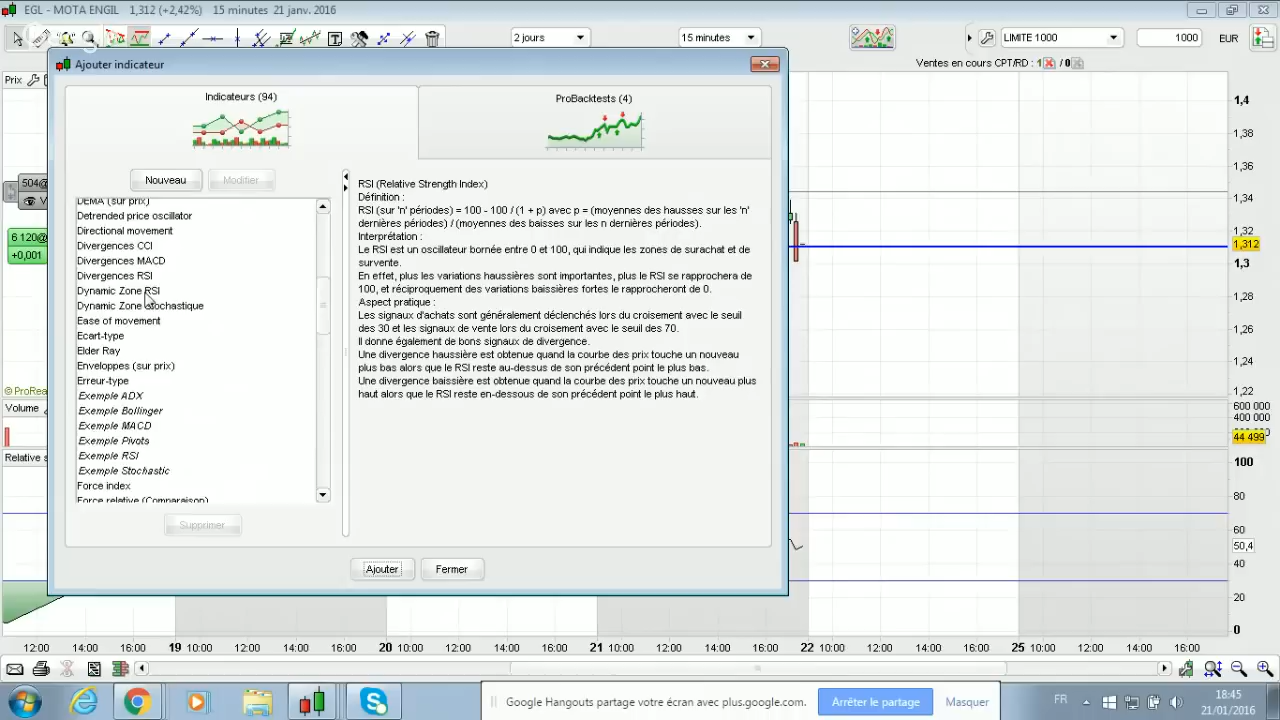 EGL - MOTA ENGIL 1,312 (+2,42%) 15 minutes 21 janv. 2016
2 jours
15 minutes
LIMITE 1000
1000
EUR
Ajouter indicateur
Ventes en cours CPT/RD : 1 / 0
Prix
Indicateurs (94)
ProBacktests (4)
Nouveau
Modifier
DEMA (sur prix)
Detrended price oscillator
Directional movement
Divergences CCI
Divergences MACD
Divergences RSI
Dynamic Zone RSI
Dynamic Zone Stochastique
Ease of movement
Ecart-type
Elder Ray
Enveloppes (sur prix)
Erreur-type
Exemple ADX
Exemple Bollinger
Exemple MACD
Exemple Pivots
Exemple RSI
Exemple Stochastic
Force index
Force relative (Comparaison)
Supprimer
RSI (Relative Strength Index)
Définition :
RSI (sur 'n' périodes) = 100 - 100 / (1 + p) avec p = (moyennes des hausses sur les 'n'
dernières périodes) / (moyennes des baisses sur les n dernières périodes).
Interprétation :
Le RSI est un oscillateur bornée entre 0 et 100, qui indique les zones de surachat et de
survente.
En effet, plus les variations haussières sont importantes, plus le RSI se rapprochera de
100, et réciproquement des variations baissières fortes le rapprocheront de 0.
Aspect pratique :
Les signaux d'achats sont généralement déclenchés lors du croisement avec le seuil
des 30 et les signaux de vente lors du croisement avec le seuil des 70.
Il donne également de bons signaux de divergence.
Une divergence haussière est obtenue quand la courbe des prix touche un nouveau
plus bas alors que le RSI reste au-dessus de son précédent point le plus bas.
Une divergence baissière est obtenue quand la courbe des prix touche un nouveau plus
haut alors que le RSI reste en-dessous de son précédent point le plus haut.
Ajouter
Fermer
504@
V
6 120@
+0,001
© ProRea
Volume
Relative s
1,4
1,38
1,36
1,34
1,32
1,312
1,3
1,28
1,26
1,24
1,22
600 000
400 000
44 499
100
80
60
50,4
40
20
0
12:00 14:00 16:00 19 10:00 12:00 14:00 16:00 20 10:00 12:00 14:00 16:00 21 10:00 12:00 14:00 16:00 22 10:00 12:00 14:00 16:00 25 10:00 12:00 14:00 16:00
Google Hangouts partage votre écran avec plus.google.com.
Arrêter le partage
Masquer
FR
18:45
21/01/2016